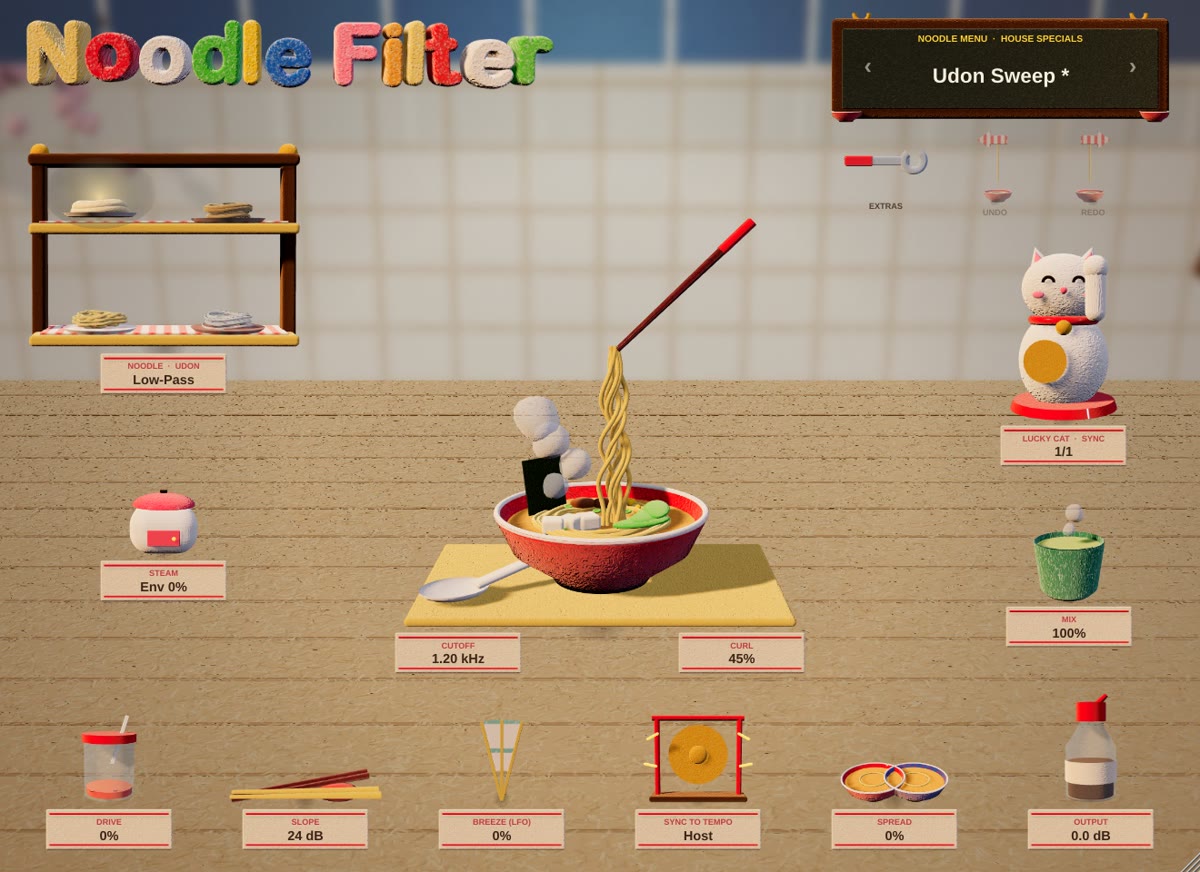 Noodle Filter
NOODLE MENU · HOUSE SPECIALS
‹ Udon Sweep * ›
EXTRAS
UNDO
REDO
NOODLE · UDON
Low-Pass
LUCKY CAT · SYNC
1/1
STEAM
Env 0%
MIX
100%
CUTOFF
1.20 kHz
CURL
45%
DRIVE
0%
SLOPE
24 dB
BREEZE (LFO)
0%
SYNC TO TEMPO
Host
SPREAD
0%
OUTPUT
0.0 dB